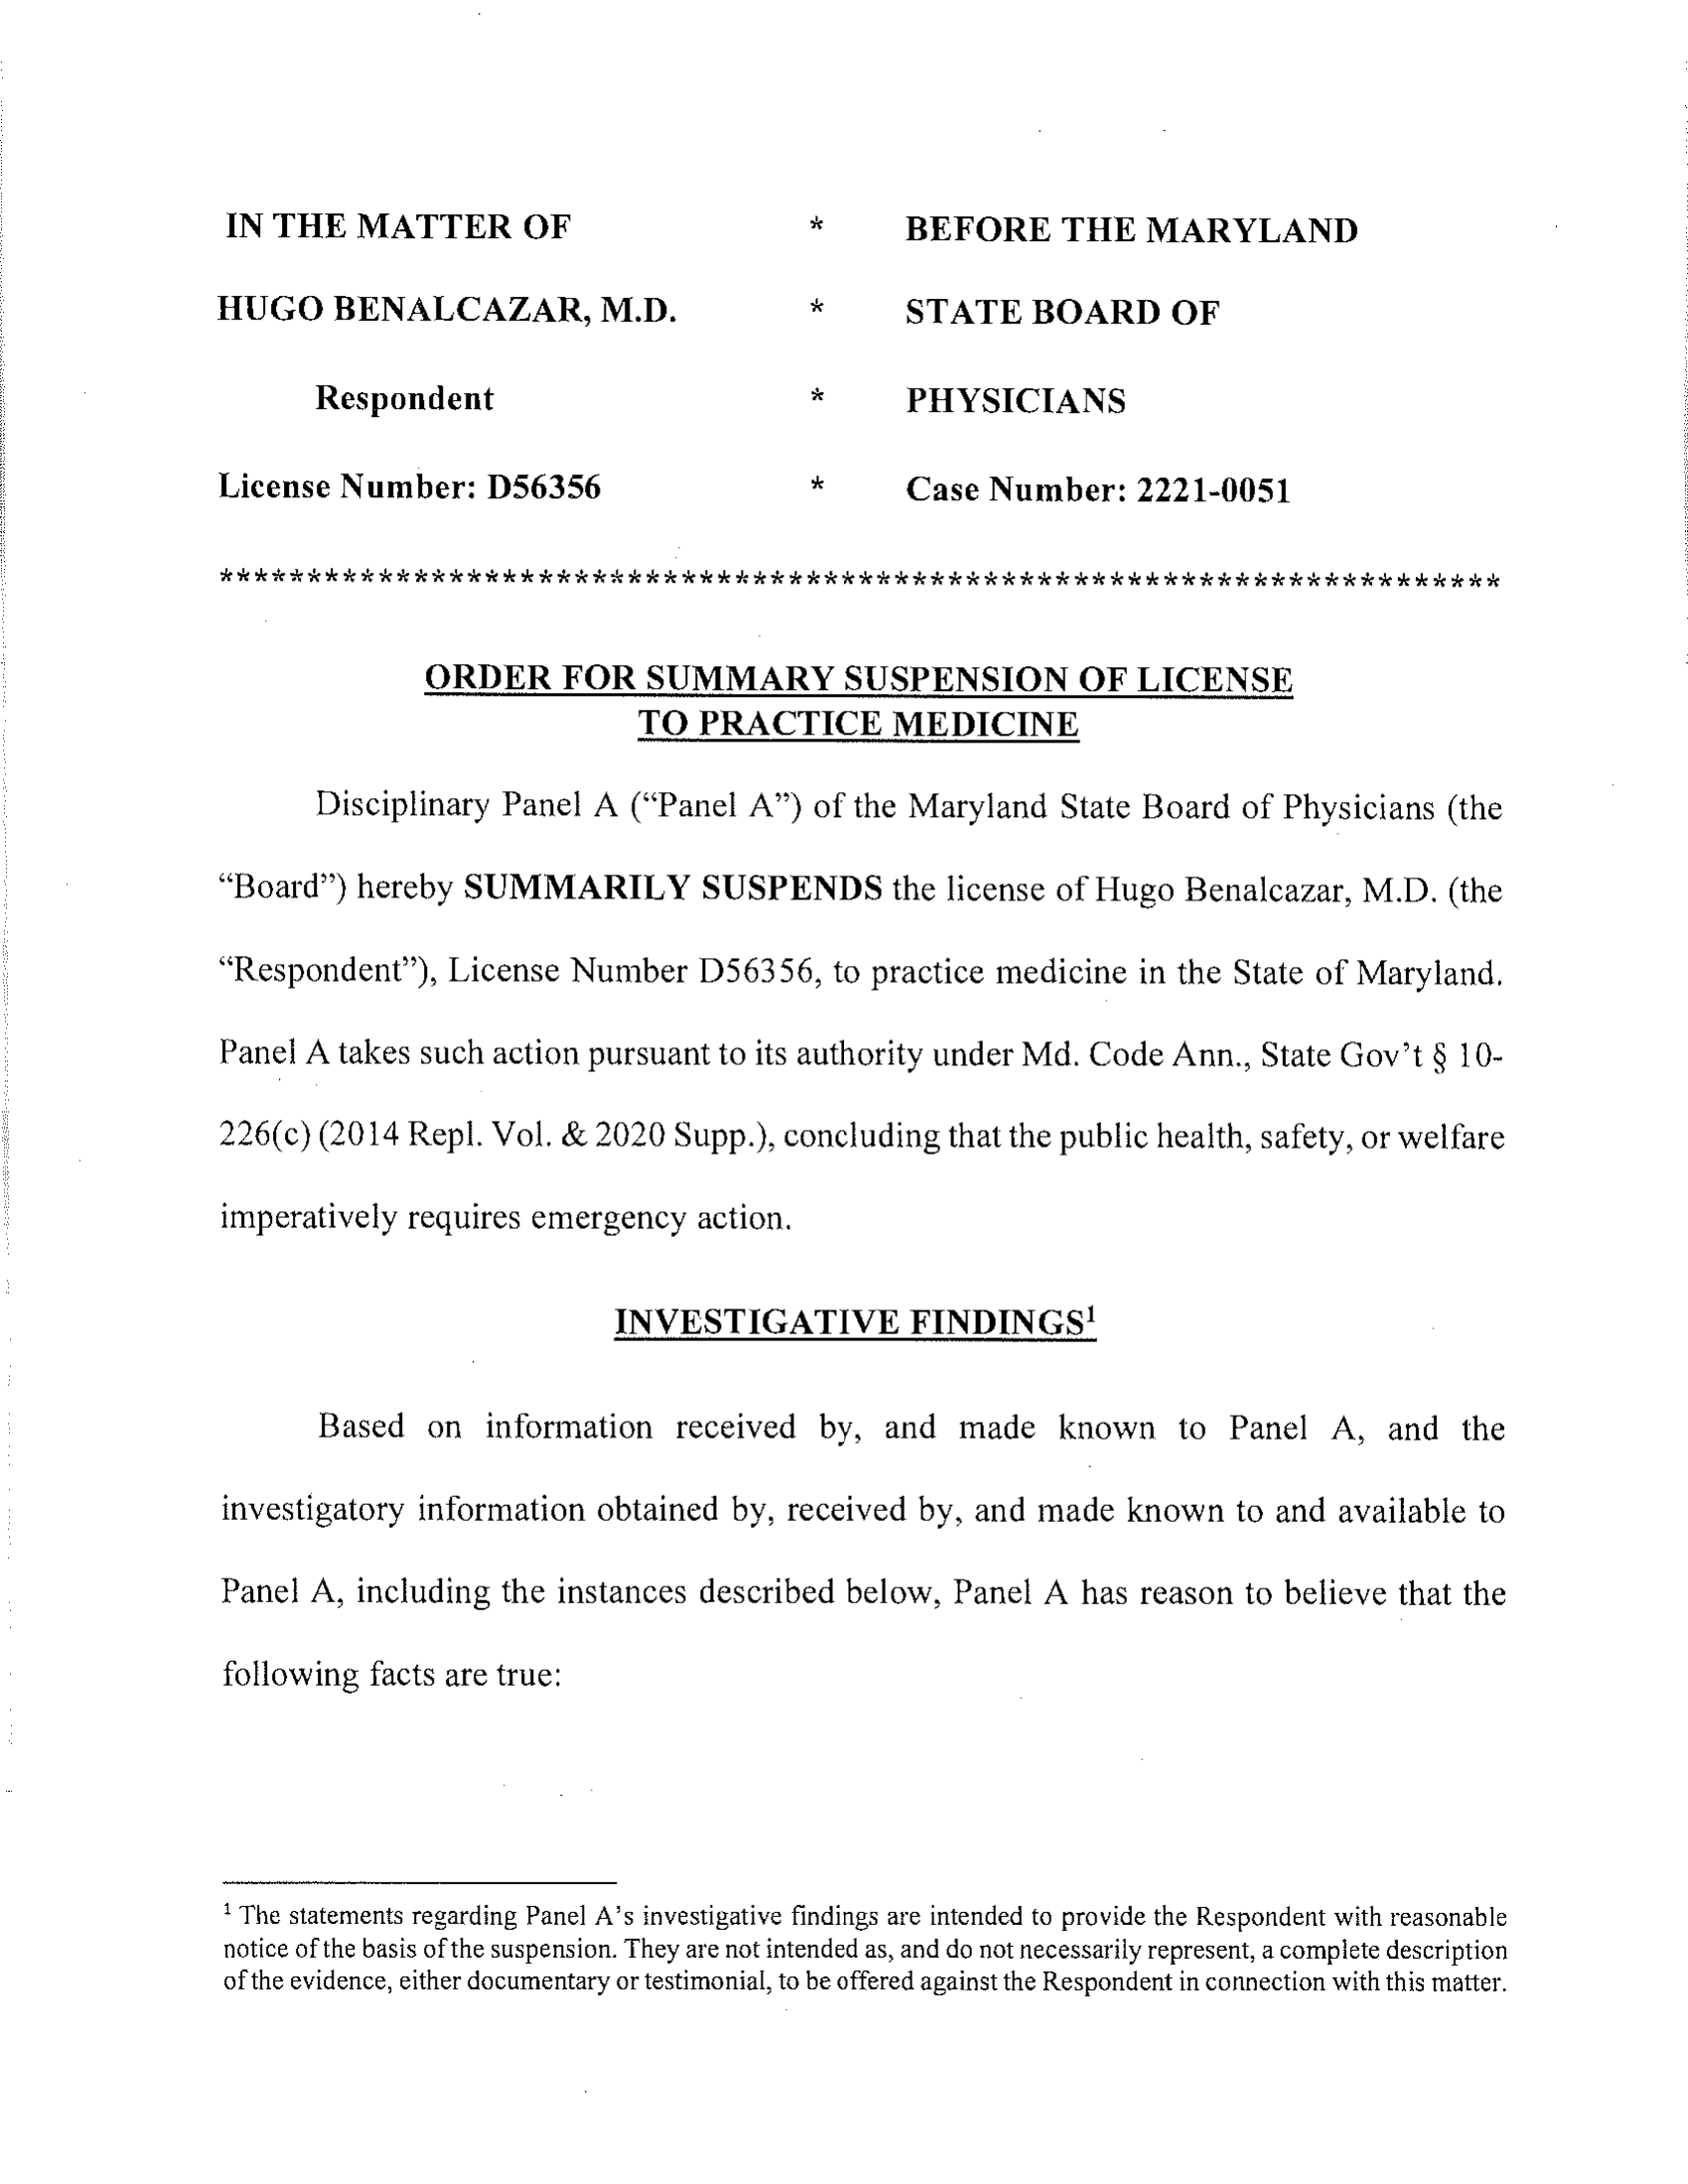 IN THE MATTER OF * BEFORE THE MARYLAND
HUGO BENALCAZAR, M.D. * STATE BOARD OF
Respondent * PHYSICIANS
License Number: D56356 * Case Number: 2221-0051
*************************************************************************
ORDER FOR SUMMARY SUSPENSION OF LICENSE
TO PRACTICE MEDICINE
Disciplinary Panel A (“Panel A”) of the Maryland State Board of Physicians (the
“Board”) hereby SUMMARILY SUSPENDS the license of Hugo Benalcazar, M.D. (the
“Respondent”), License Number D56356, to practice medicine in the State of Maryland.
Panel A takes such action pursuant to its authority under Md. Code Ann., State Gov’t § 10-
226(c) (2014 Repl. Vol. & 2020 Supp.), concluding that the public health, safety, or welfare
imperatively requires emergency action.
INVESTIGATIVE FINDINGS¹
Based on information received by, and made known to Panel A, and the
investigatory information obtained by, received by, and made known to and available to
Panel A, including the instances described below, Panel A has reason to believe that the
following facts are true:
¹ The statements regarding Panel A’s investigative findings are intended to provide the Respondent with reasonable
notice of the basis of the suspension. They are not intended as, and do not necessarily represent, a complete description
of the evidence, either documentary or testimonial, to be offered against the Respondent in connection with this matter.